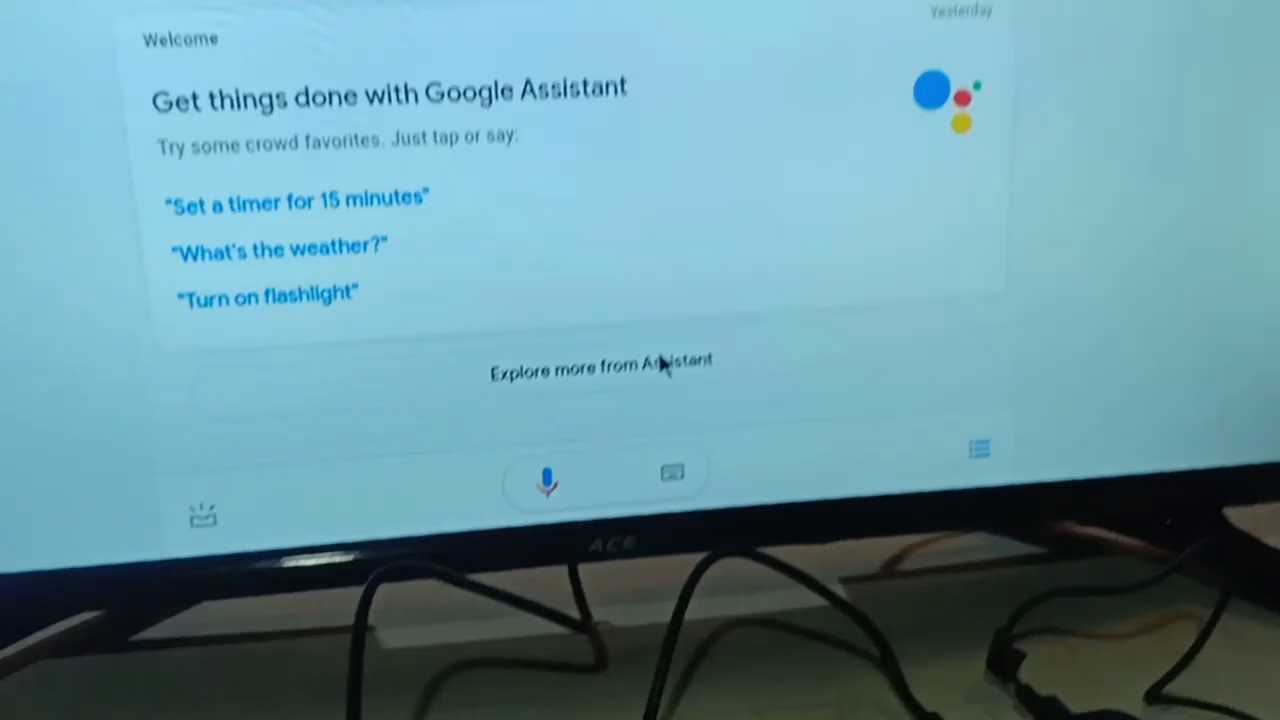 Yesterday
Welcome
Get things done with Google Assistant
Try some crowd favorites. Just tap or say:
"Set a timer for 15 minutes"
"What's the weather?"
"Turn on flashlight"
Explore more from Assistant
ACE